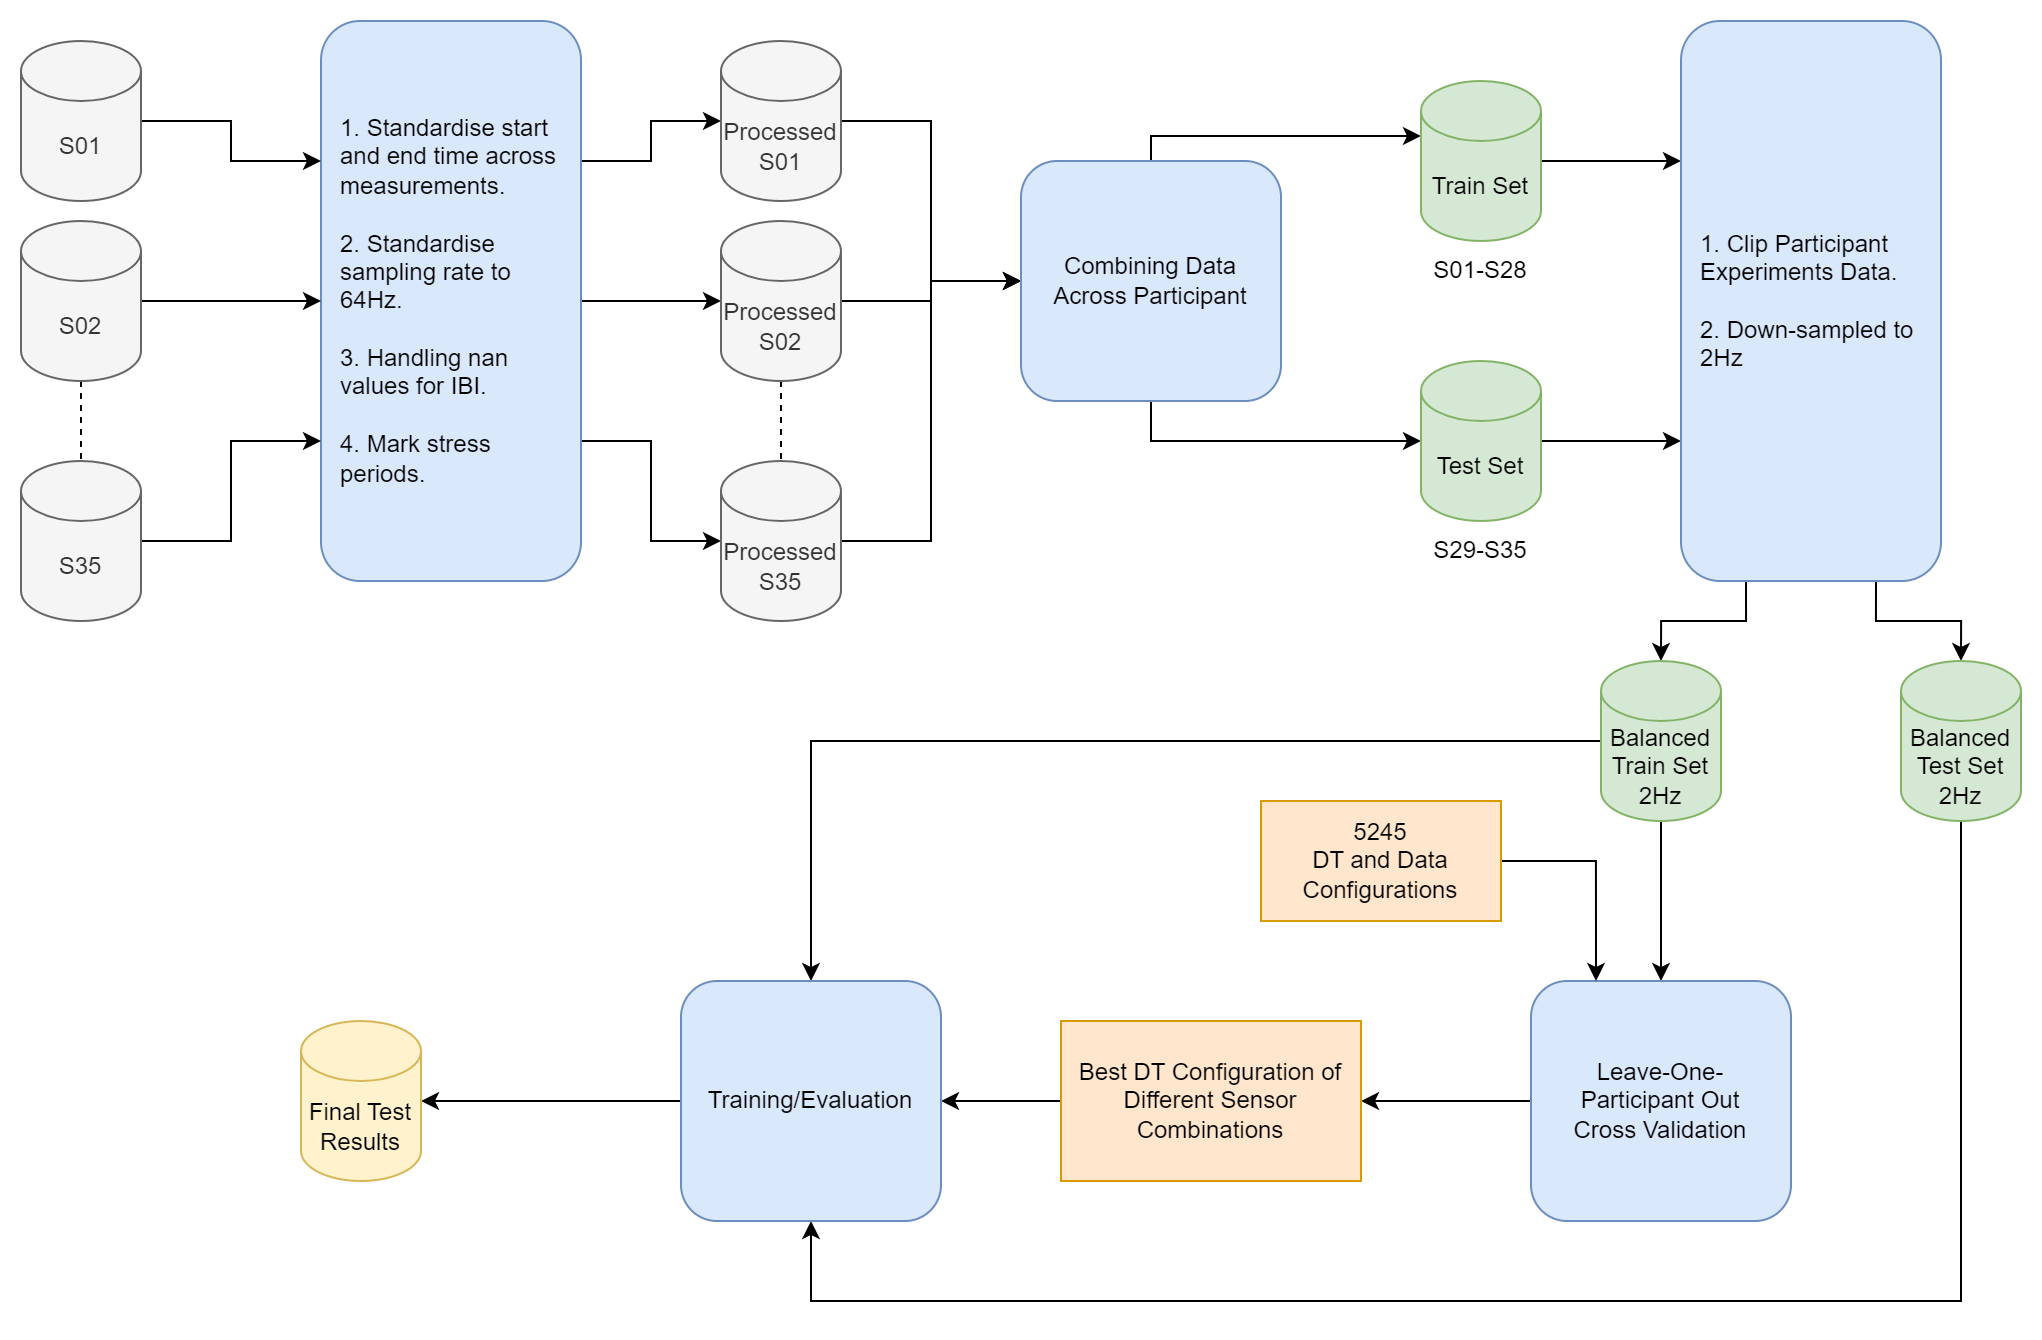 S01
S02
S35
1. Standardise start
and end time across
measurements.
2. Standardise
sampling rate to
64Hz.
3. Handling nan
values for IBI.
4. Mark stress
periods.
Processed
S01
Processed
S02
Processed
S35
Combining Data
Across Participant
Train Set
S01-S28
Test Set
S29-S35
1. Clip Participant
Experiments Data.
2. Down-sampled to
2Hz
Balanced
Train Set
2Hz
Balanced
Test Set
2Hz
5245
DT and Data
Configurations
Leave-One-
Participant Out
Cross Validation
Best DT Configuration of
Different Sensor
Combinations
Training/Evaluation
Final Test
Results